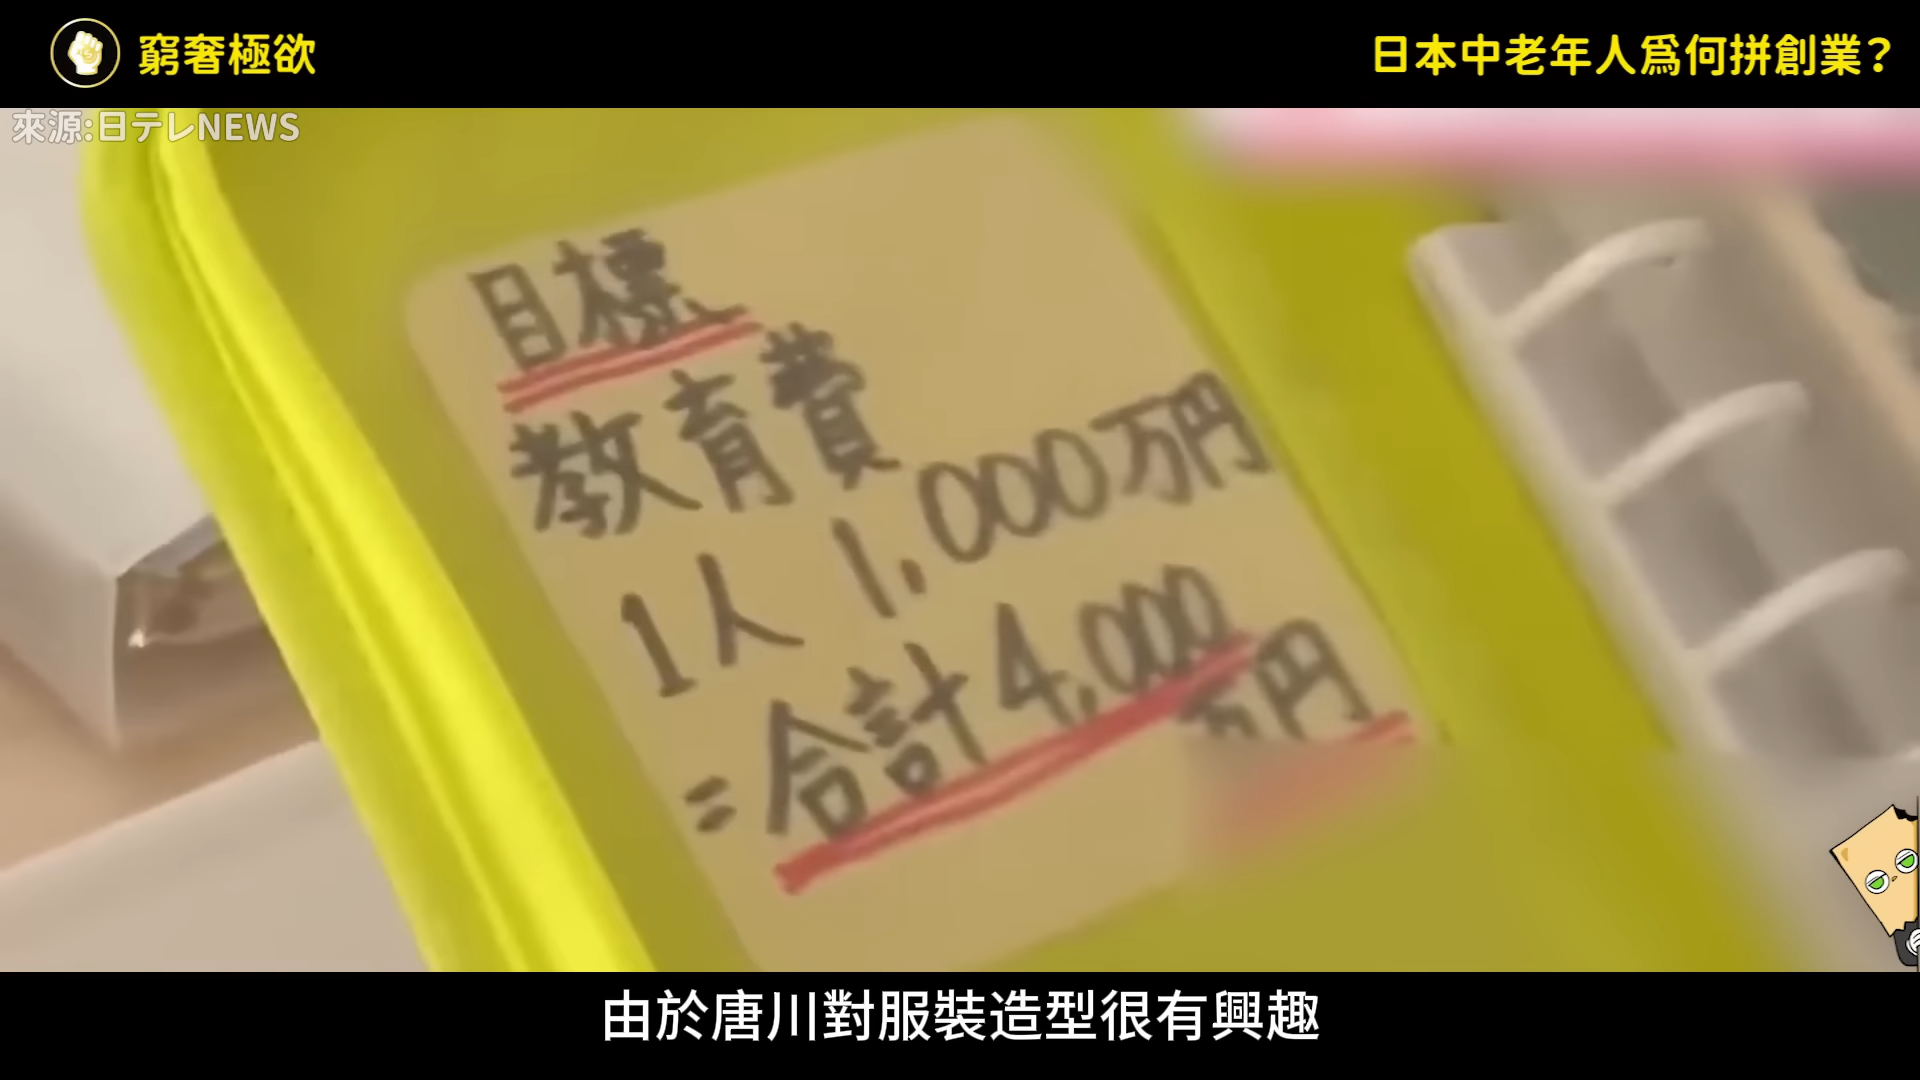 窮奢極欲
日本中老年人爲何拼創業？
來源:日テレNEWS
目標
教育費
1人 1,000万円
=合計4,000万円
由於唐川對服裝造型很有興趣